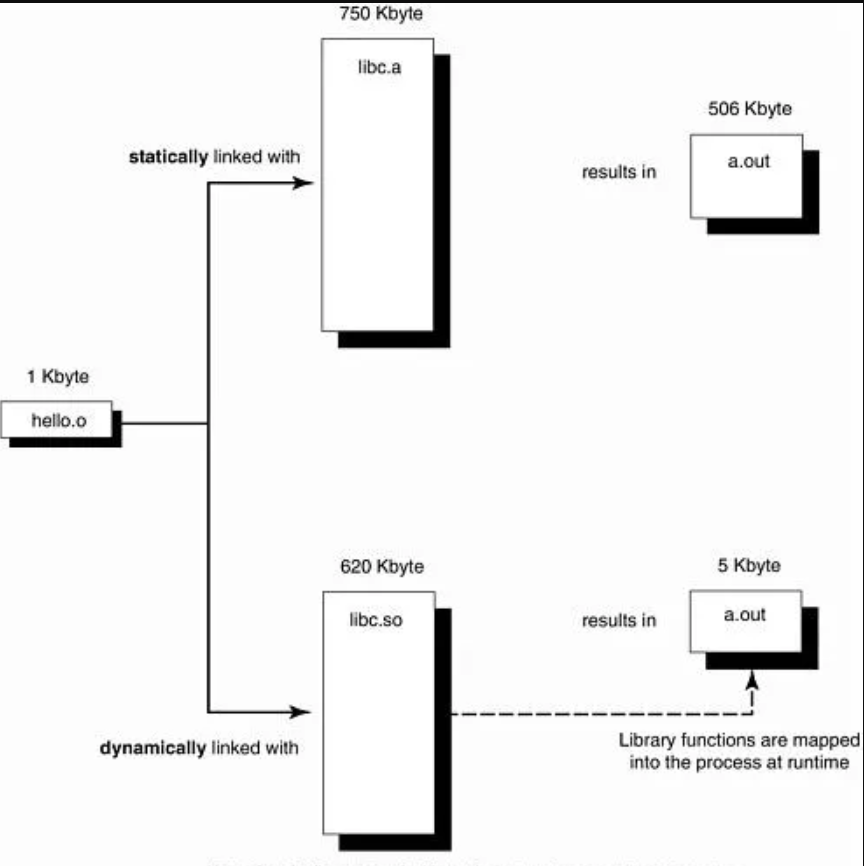 750 Kbyte
libc.a
506 Kbyte
a.out
statically linked with
results in
1 Kbyte
hello.o
620 Kbyte
libc.so
5 Kbyte
a.out
results in
dynamically linked with
Library functions are mapped
into the process at runtime